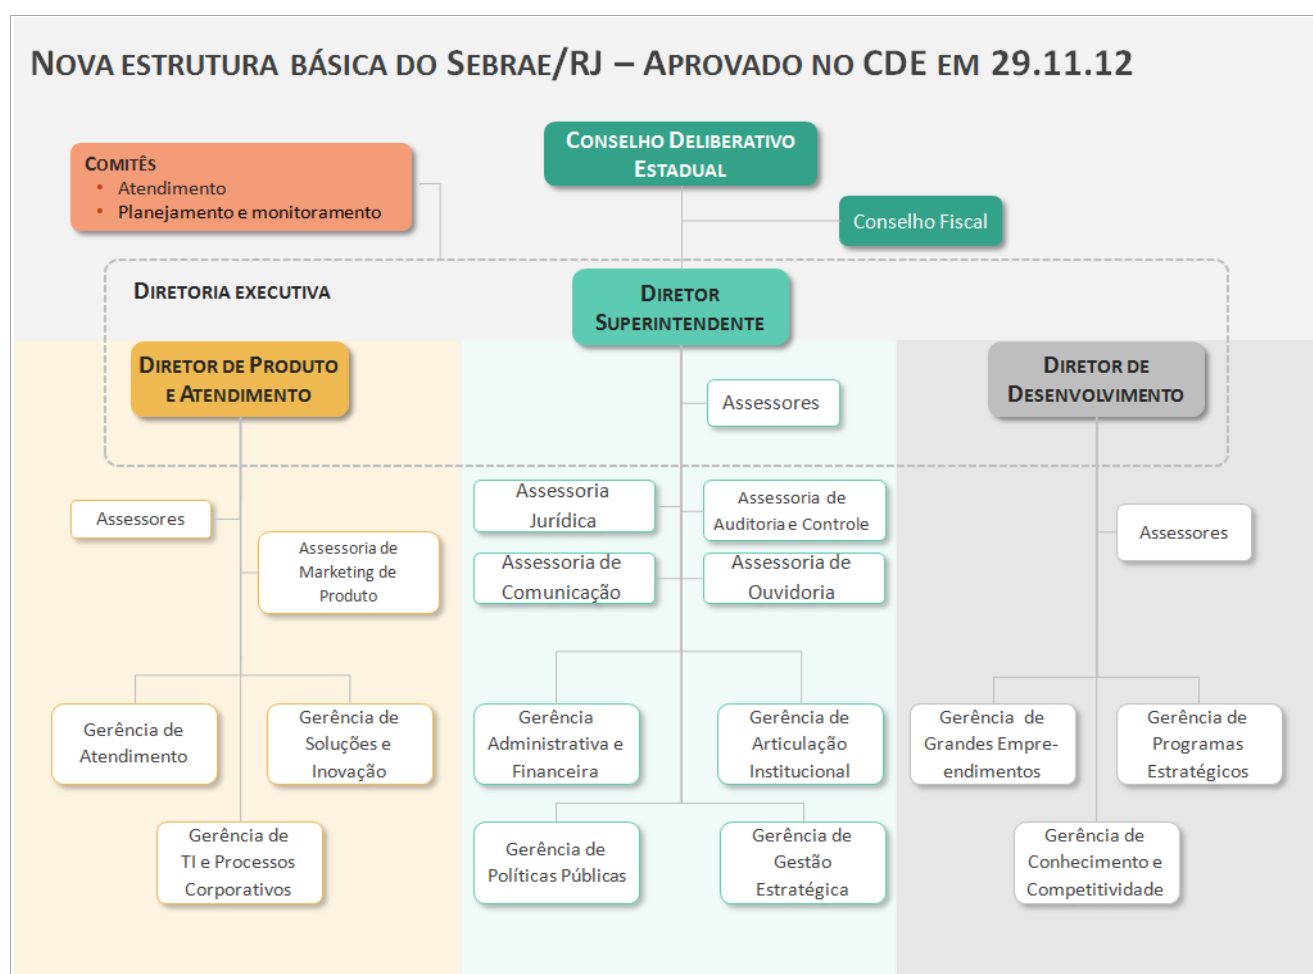 NOVA ESTRUTURA BÁSICA DO SEBRAE/RJ – APROVADO NO CDE EM 29.11.12
CONSELHO DELIBERATIVO
ESTADUAL
COMITÊS
• Atendimento
• Planejamento e monitoramento
Conselho Fiscal
DIRETORIA EXECUTIVA
DIRETOR
SUPERINTENDENTE
DIRETOR DE PRODUTO
E ATENDIMENTO
DIRETOR DE
DESENVOLVIMENTO
Assessores
Assessores
Assessoria de
Marketing de
Produto
Assessoria
Jurídica
Assessoria de
Auditoria e Controle
Assessoria de
Comunicação
Assessoria de
Ouvidoria
Assessores
Gerência de
Atendimento
Gerência de
Soluções e
Inovação
Gerência de
TI e Processos
Corporativos
Gerência
Administrativa e
Financeira
Gerência de
Articulação
Institucional
Gerência de
Políticas Públicas
Gerência de
Gestão
Estratégica
Gerência de
Grandes Empre-
endimentos
Gerência de
Programas
Estratégicos
Gerência de
Conhecimento e
Competitividade